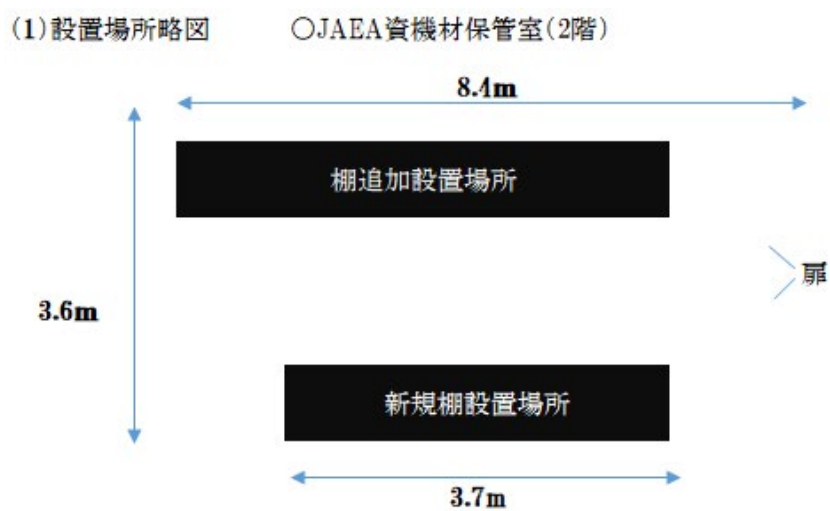 (1)設置場所略図　○JAEA資機材保管室(2階)
8.4m
棚追加設置場所
扉
3.6m
新規棚設置場所
3.7m